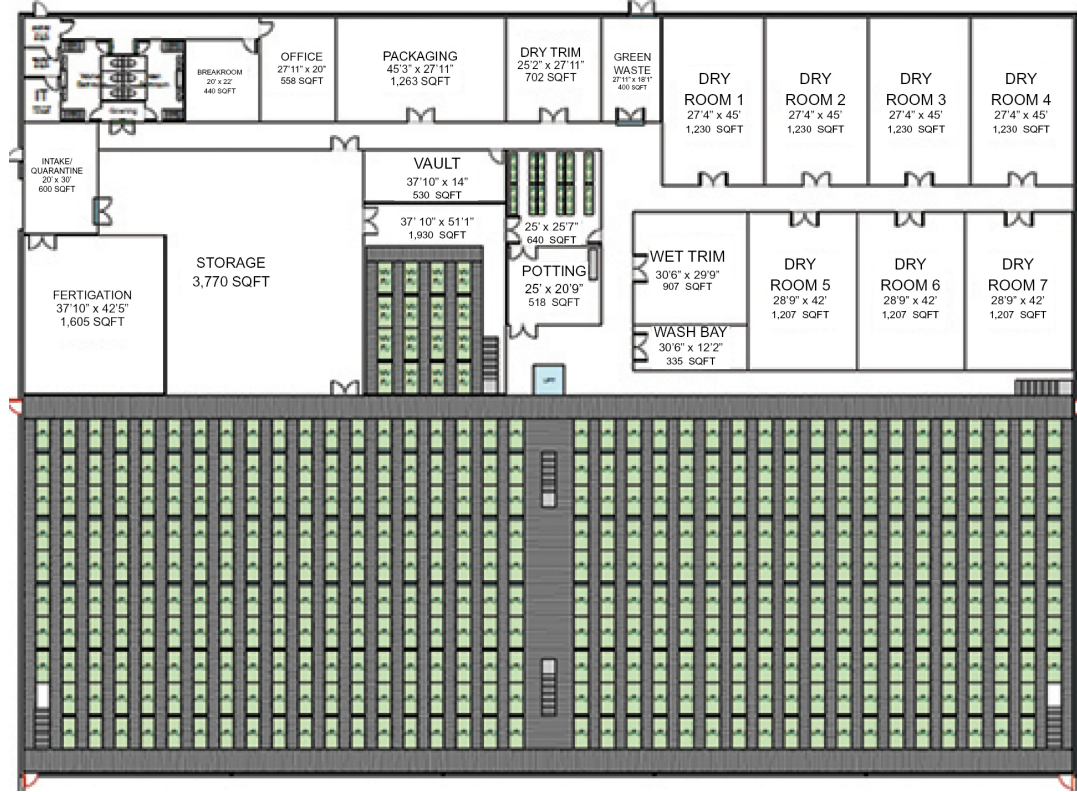 OFFICE
27'11" x 20"
558 SQFT
PACKAGING
45'3" x 27'11"
1,263 SQFT
DRY TRIM
25'2" x 27'11"
702 SQFT
GREEN
WASTE
27'11" x 18'1"
400 SQFT
BREAKROOM
20' x 22'
440 SQFT
DRY
ROOM 1
27'4" x 45'
1,230 SQFT
DRY
ROOM 2
27'4" x 45'
1,230 SQFT
DRY
ROOM 3
27'4" x 45'
1,230 SQFT
DRY
ROOM 4
27'4" x 45'
1,230 SQFT
INTAKE/
QUARANTINE
20' x 30'
600 SQFT
VAULT
37'10" x 14"
530 SQFT
37' 10" x 51'1"
1,930 SQFT
25' x 25'7"
640 SQFT
POTTING
25' x 20'9"
518 SQFT
STORAGE
3,770 SQFT
FERTIGATION
37'10" x 42'5"
1,605 SQFT
WET TRIM
30'6" x 29'9"
907 SQFT
WASH BAY
30'6" x 12'2"
335 SQFT
DRY
ROOM 5
28'9" x 42'
1,207 SQFT
DRY
ROOM 6
28'9" x 42'
1,207 SQFT
DRY
ROOM 7
28'9" x 42'
1,207 SQFT
LIFT